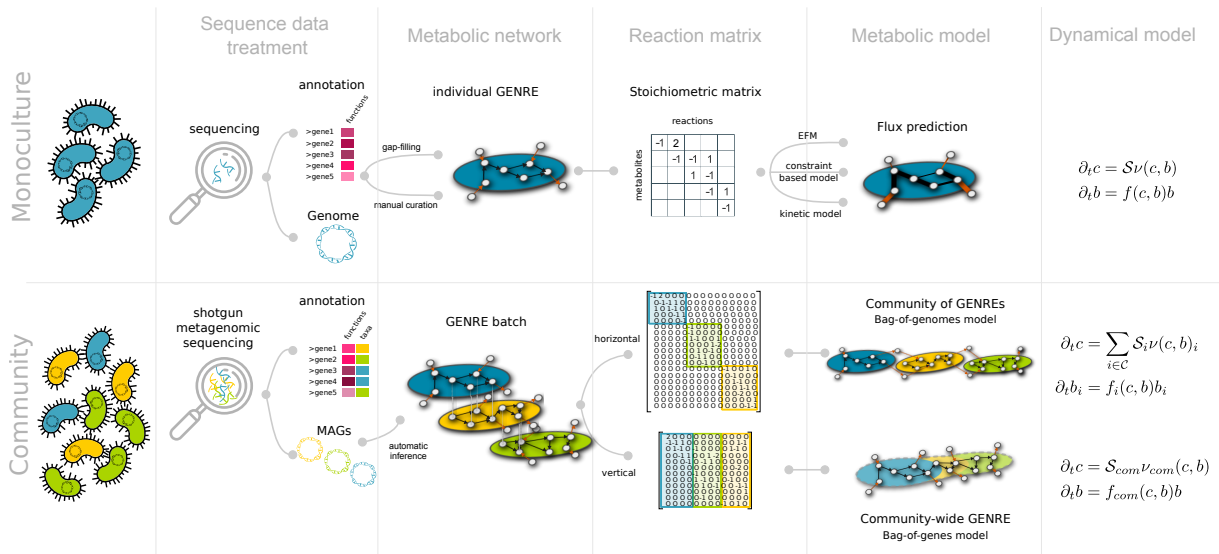 Sequence data
treatment
Metabolic network
Reaction matrix
Metabolic model
Dynamical model
Monoculture
sequencing
annotation
functions
>gene1
>gene2
>gene3
>gene4
>gene5
Genome
gap-filling
manual curation
individual GENRE
Stoichiometric matrix
reactions
metabolites
-1 2
-1 -1 1
1 -1
-1 1
-1
EFM
constraint
based model
kinetic model
Flux prediction
∂ₜc = 𝒮ν(c, b)
∂ₜb = f(c, b)b
Community
shotgun
metagenomic
sequencing
annotation
functions
taxa
>gene1
>gene2
>gene3
>gene4
>gene5
MAGs
automatic
inference
GENRE batch
horizontal
vertical
Community of GENREs
Bag-of-genomes model
Community-wide GENRE
Bag-of-genes model
∂ₜc = ∑ 𝒮ᵢν(c, b)ᵢ
i∈𝒞
∂ₜbᵢ = fᵢ(c, b)bᵢ
∂ₜc = 𝒮com νcom(c, b)
∂ₜb = fcom(c, b)b